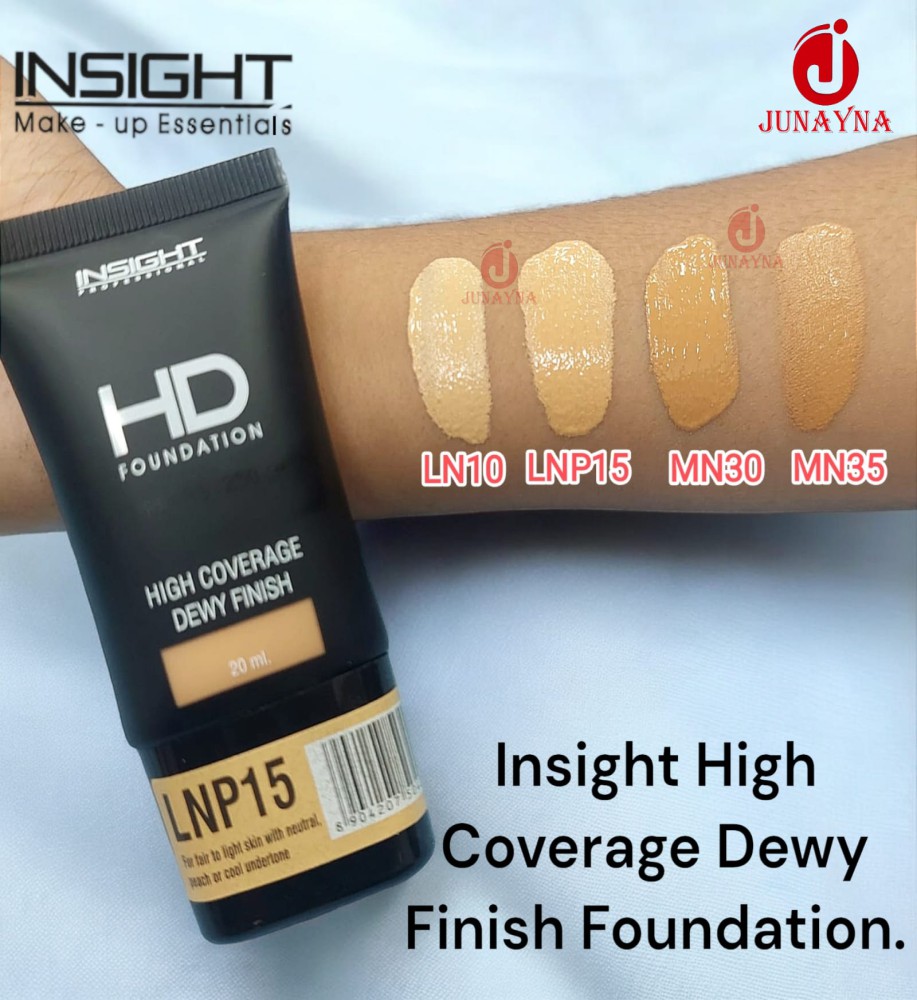 INSIGHT
Make - up Essentials
JUNAYNA
INSIGHT
PROFESSIONAL
HD
FOUNDATION
HIGH COVERAGE
DEWY FINISH
20 ml.
LNP15
For fair to light skin with neutral,
peach or cool undertone
JUNAYNA
JUNAYNA
LN10 LNP15 MN30 MN35
Insight High
Coverage Dewy
Finish Foundation.